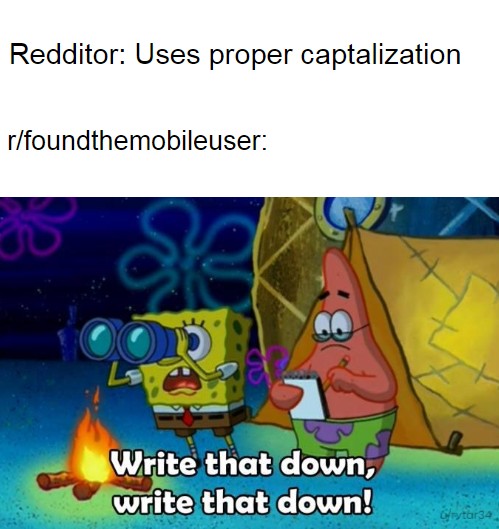 Redditor: Uses proper captalization
r/foundthemobileuser:
Write that down,
write that down!